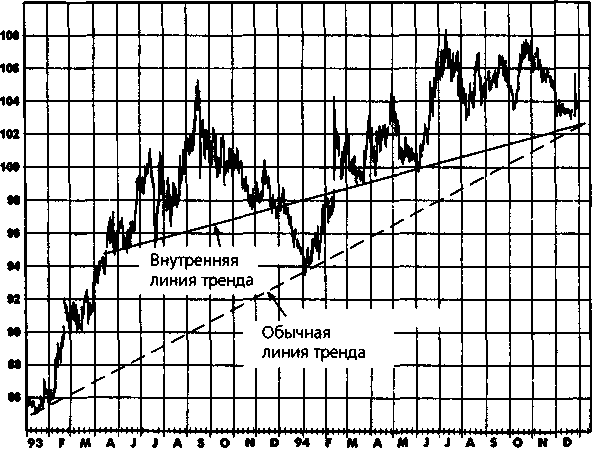 108
106
104
102
100
98
96
94
92
90
88
86
Внутренняя
линия тренда
Обычная
линия тренда
93 F M A J J A S O N D 94 F M A M J J A S O N D